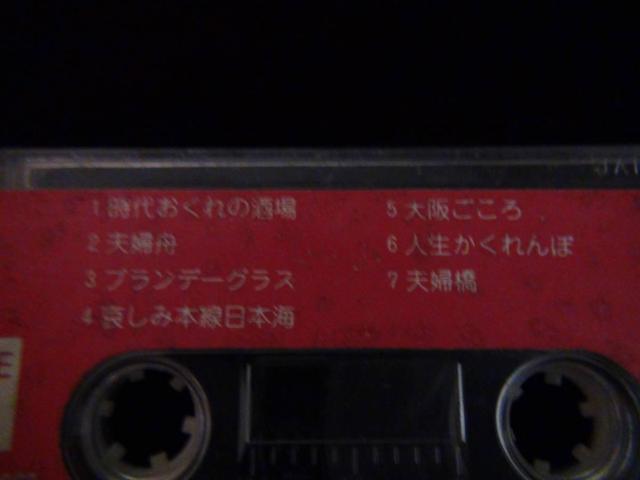 1 時代おくれの酒場
2 夫婦舟
3 ブランデーグラス
4 哀しみ本線日本海
5 大阪ごころ
6 人生かくれんぼ
7 夫婦橋